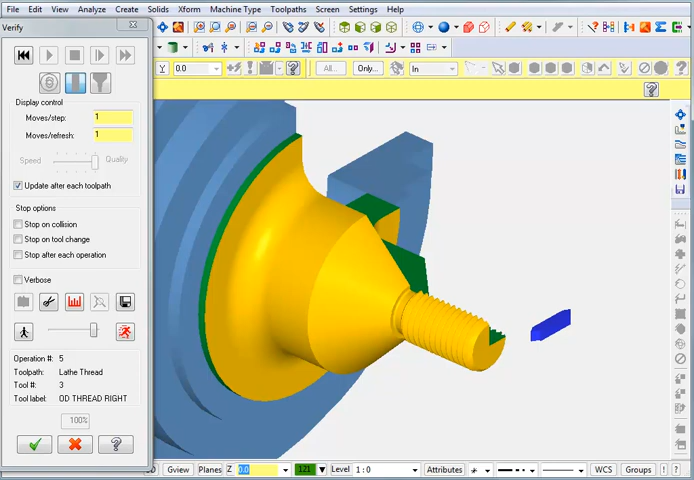 File Edit View Analyze Create Solids Xform Machine Type Toolpaths Screen Settings Help
Verify
Y 0.0 All... Only... In
Display control
Moves/step: 1
Moves/refresh: 1
Speed Quality
Update after each toolpath
Stop options
Stop on collision
Stop on tool change
Stop after each operation
Verbose
Operation #: 5
Toolpath: Lathe Thread
Tool #: 3
Tool label: OD THREAD RIGHT
100%
Gview Planes Z 0.0 121 Level 1 : 0 Attributes WCS Groups ! ?